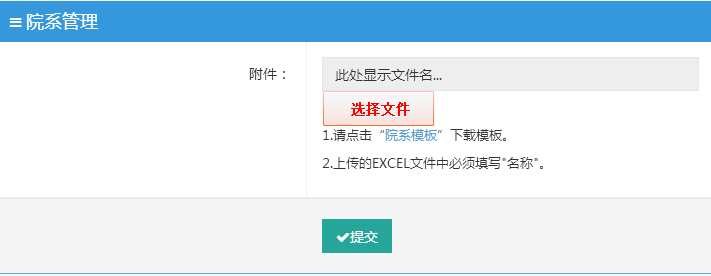 院系管理
附件：
此处显示文件名...
选择文件
1.请点击“院系模板”下载模板。
2.上传的EXCEL文件中必须填写"名称"。
提交